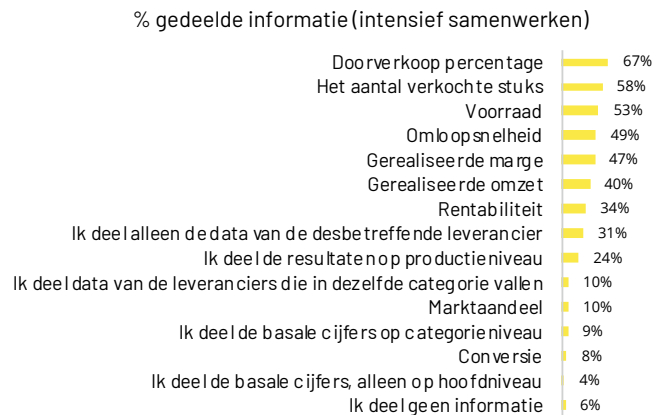 % gedeelde informatie (intensief samenwerken)
Doorverkoop percentage 67%
Het aantal verkochte stuks 58%
Voorraad 53%
Omloopsnelheid 49%
Gerealiseerde marge 47%
Gerealiseerde omzet 40%
Rentabiliteit 34%
Ik deel alleen de data van de desbetreffende leverancier 31%
Ik deel de resultaten op productieniveau 24%
Ik deel data van de leveranciers die in dezelfde categorie vallen 10%
Marktaandeel 10%
Ik deel de basale cijfers op categorieniveau 9%
Conversie 8%
Ik deel de basale cijfers, alleen op hoofdniveau 4%
Ik deel geen informatie 6%